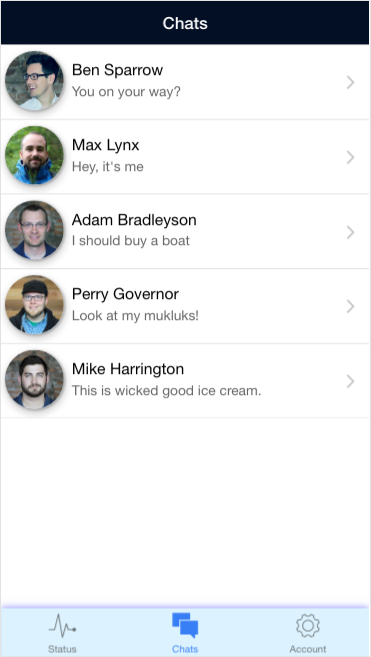 Chats
Ben Sparrow
You on your way?
Max Lynx
Hey, it's me
Adam Bradleyson
I should buy a boat
Perry Governor
Look at my mukluks!
Mike Harrington
This is wicked good ice cream.
Status
Chats
Account